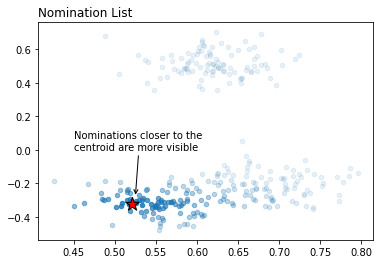 Nomination List
0.6
0.4
0.2
0.0
−0.2
−0.4
Nominations closer to the
centroid are more visible
0.45 0.50 0.55 0.60 0.65 0.70 0.75 0.80